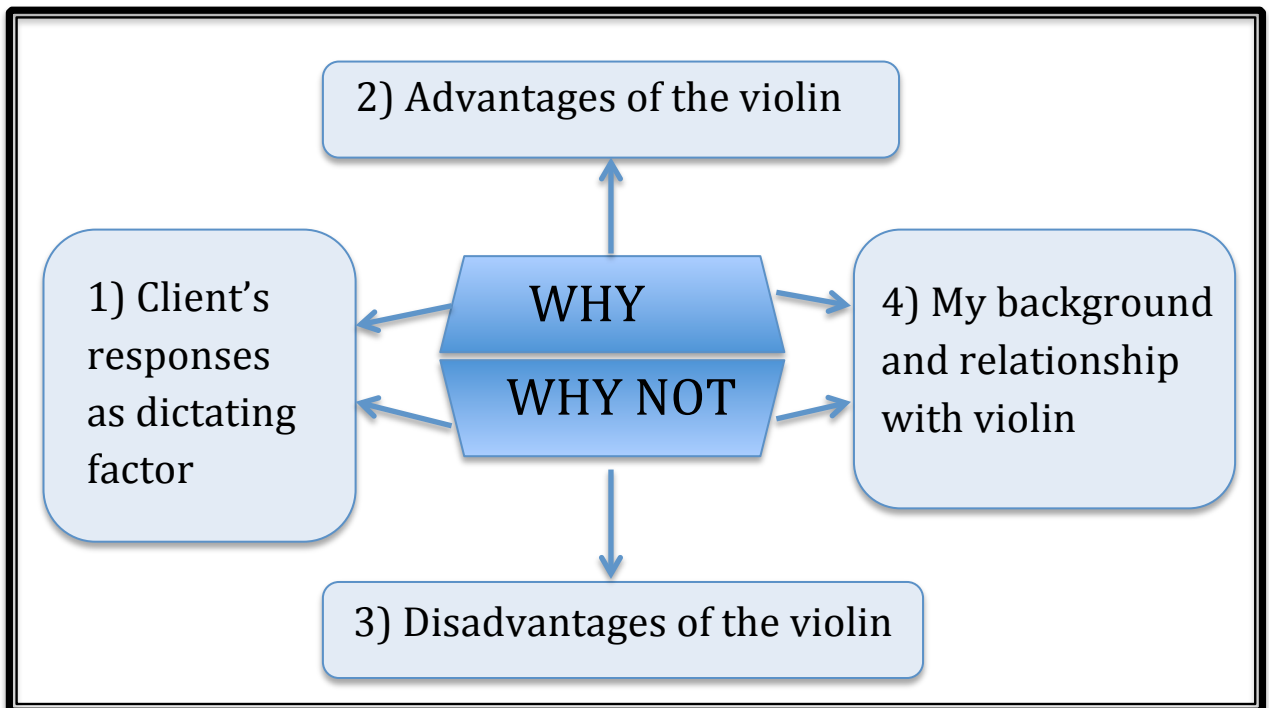 2) Advantages of the violin
1) Client’s
responses
as dictating
factor
WHY
WHY NOT
4) My background
and relationship
with violin
3) Disadvantages of the violin